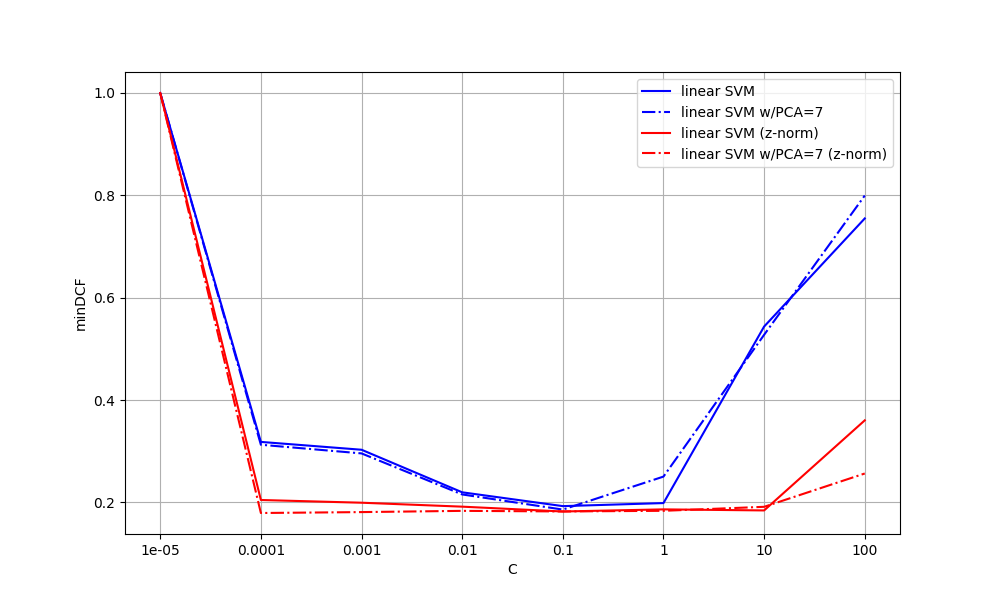 linear SVM
linear SVM w/PCA=7
linear SVM (z-norm)
linear SVM w/PCA=7 (z-norm)
1.0
0.8
0.6
0.4
0.2
minDCF
1e-05 0.0001 0.001 0.01 0.1 1 10 100
C